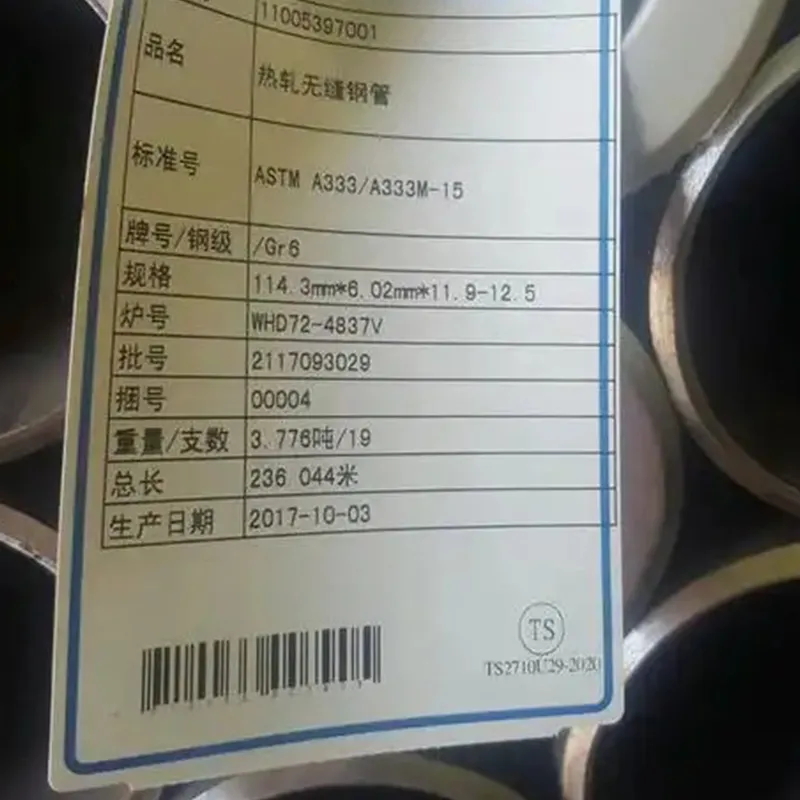 11005397001
品名 热轧无缝钢管
标准号 ASTM A333/A333M-15
牌号/钢级 /Gr6
规格 114.3mm*6.02mm*11.9-12.5
炉号 WHD72-4837V
批号 2117093029
捆号 00004
重量/支数 3.776吨/19
总长 236.044米
生产日期 2017-10-03
TS
TS2710U29-2020